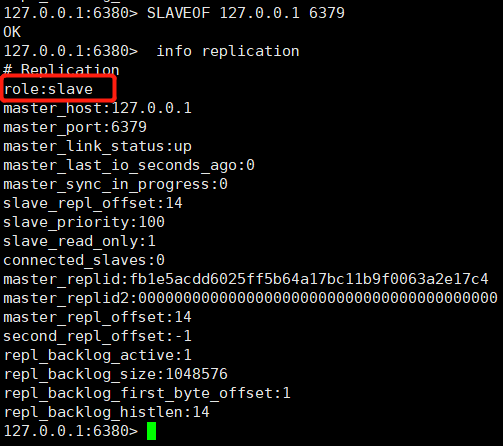 127.0.0.1:6380> SLAVEOF 127.0.0.1 6379
OK
127.0.0.1:6380>  info replication
# Replication
role:slave
master_host:127.0.0.1
master_port:6379
master_link_status:up
master_last_io_seconds_ago:0
master_sync_in_progress:0
slave_repl_offset:14
slave_priority:100
slave_read_only:1
connected_slaves:0
master_replid:fb1e5acdd6025ff5b64a17bc11b9f0063a2e17c4
master_replid2:0000000000000000000000000000000000000000
master_repl_offset:14
second_repl_offset:-1
repl_backlog_active:1
repl_backlog_size:1048576
repl_backlog_first_byte_offset:1
repl_backlog_histlen:14
127.0.0.1:6380>